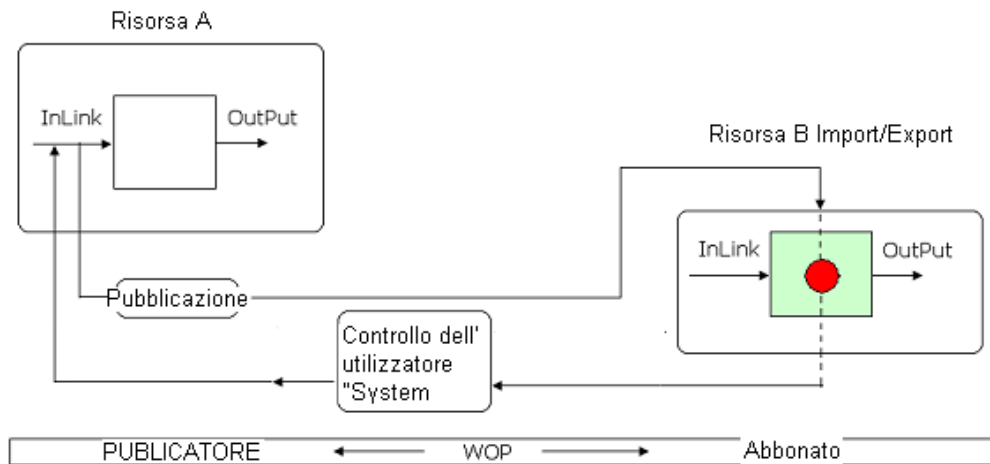 Risorsa A
InLink
OutPut
Risorsa B Import/Export
InLink
OutPut
Pubblicazione
Controllo dell'
utilizzatore
"System
PUBLICATORE
WOP
Abbonato